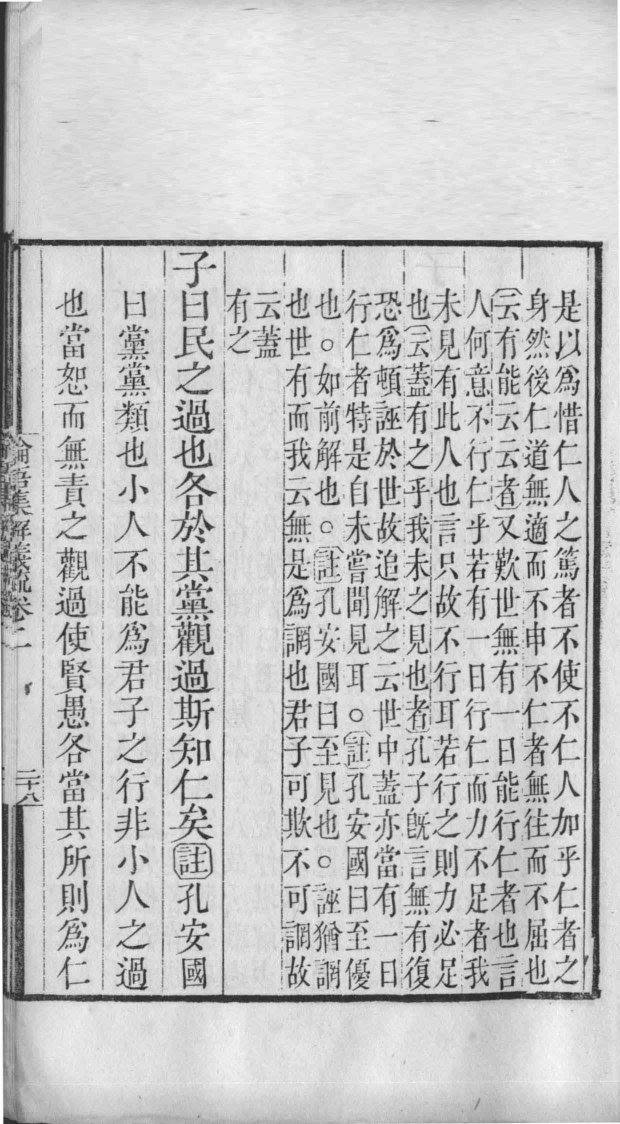 是以爲惜仁人之篤者不使不仁人加乎仁者之
身然後仁道無適而不申不仁者無往而不屈也
云有能云云者又歎世無有一日能行仁者也言
人何意不行仁乎若有一日行仁而力不足者我
未見有此人也言只故不行耳若行之則力必足
也云蓋有之乎我未之見也者孔子旣言無有復
恐爲頓誣於世故追解之云世中蓋亦當有一日
行仁者特是自未嘗聞見耳○註孔安國曰至優
也○如前解也○註孔安國曰至見也○誣猶調
也世有而我云無是爲調也君子可欺不可調故
云蓋
有之
子曰民之過也各於其黨觀過斯知仁矣註孔安國
曰黨黨類也小人不能爲君子之行非小人之過
也當恕而無責之觀過使賢愚各當其所則爲仁
論語集解義疏卷二
二十八